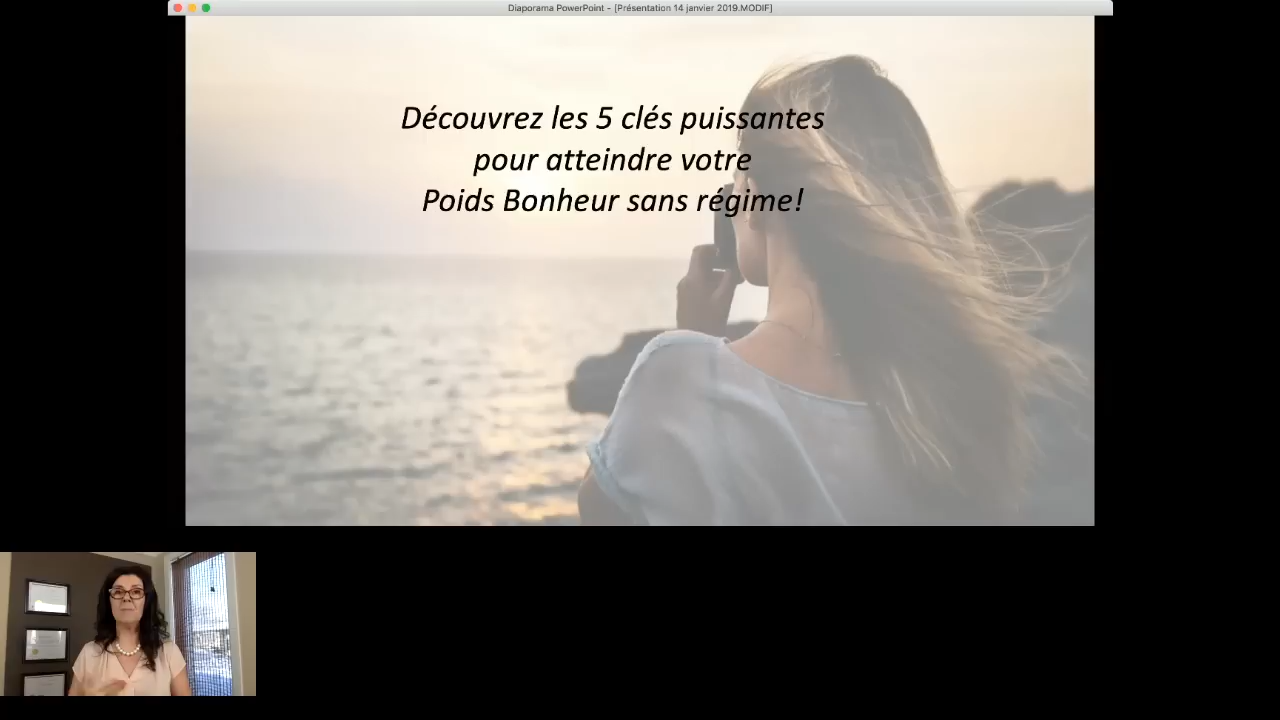 Diaporama PowerPoint - [Présentation 14 janvier 2019.MODIF]
Découvrez les 5 clés puissantes
pour atteindre votre
Poids Bonheur sans régime!